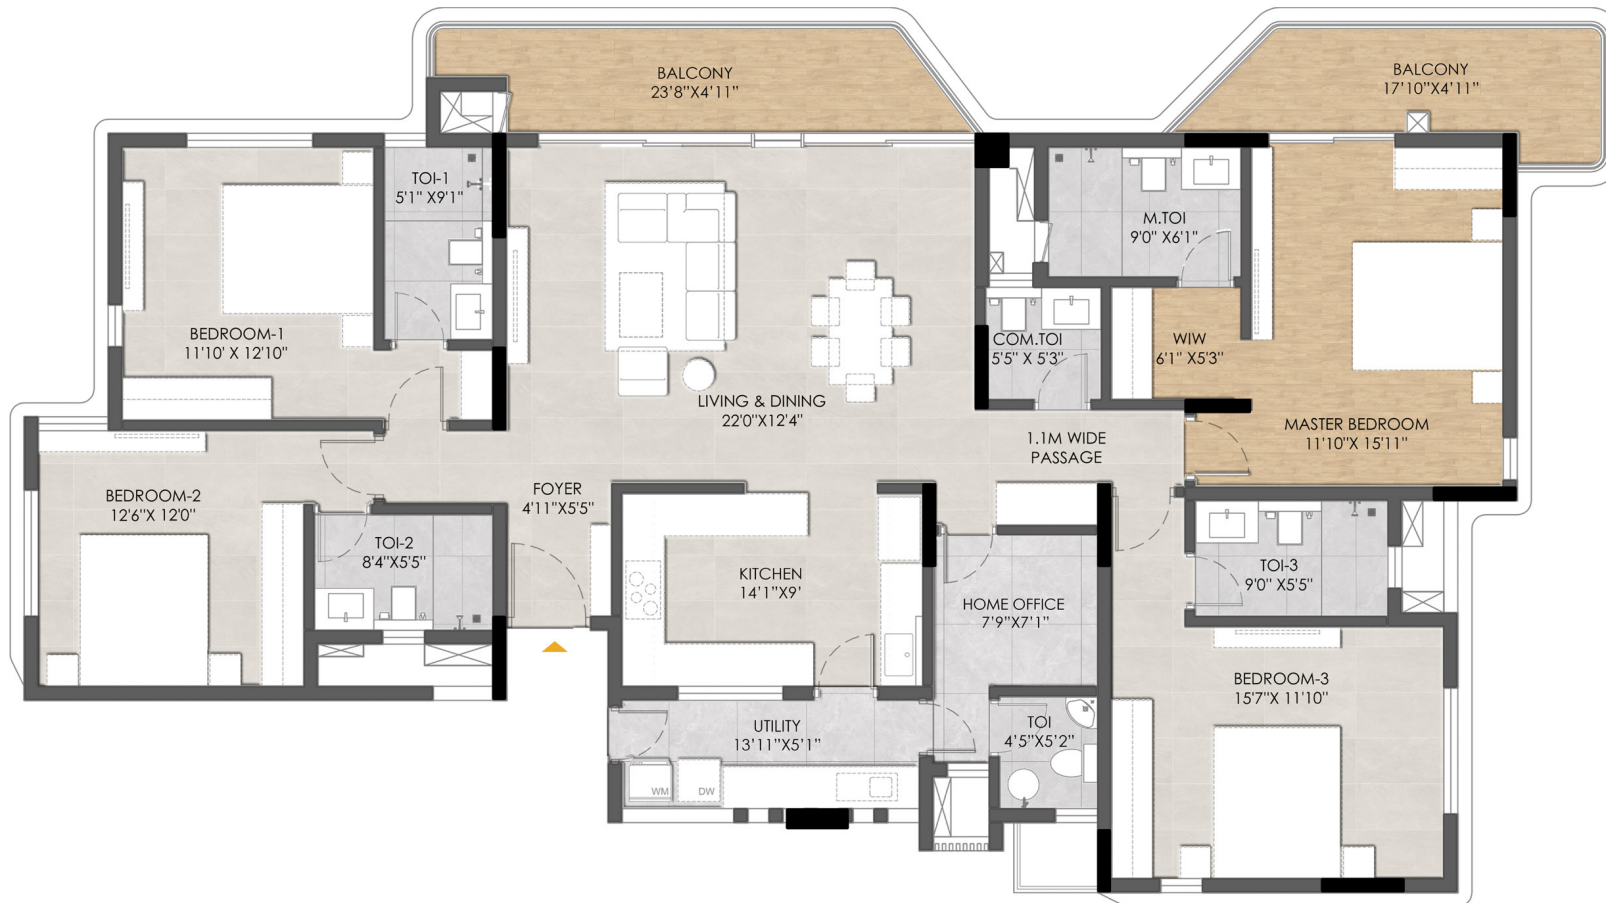 BALCONY
23'8"X4'11"
BALCONY
17'10"X4'11"
TOI-1
5'1" X9'1"
M.TOI
9'0" X6'1"
BEDROOM-1
11'10' X 12'10"
COM.TOI
5'5" X 5'3"
WIW
6'1" X5'3"
LIVING & DINING
22'0"X12'4"
MASTER BEDROOM
11'10"X 15'11"
1.1M WIDE
PASSAGE
BEDROOM-2
12'6"X 12'0"
FOYER
4'11"X5'5"
TOI-2
8'4"X5'5"
KITCHEN
14'1"X9'
TOI-3
9'0" X5'5"
HOME OFFICE
7'9"X7'1"
BEDROOM-3
15'7"X 11'10"
UTILITY
13'11"X5'1"
TOI
4'5"X5'2"
WM
DW